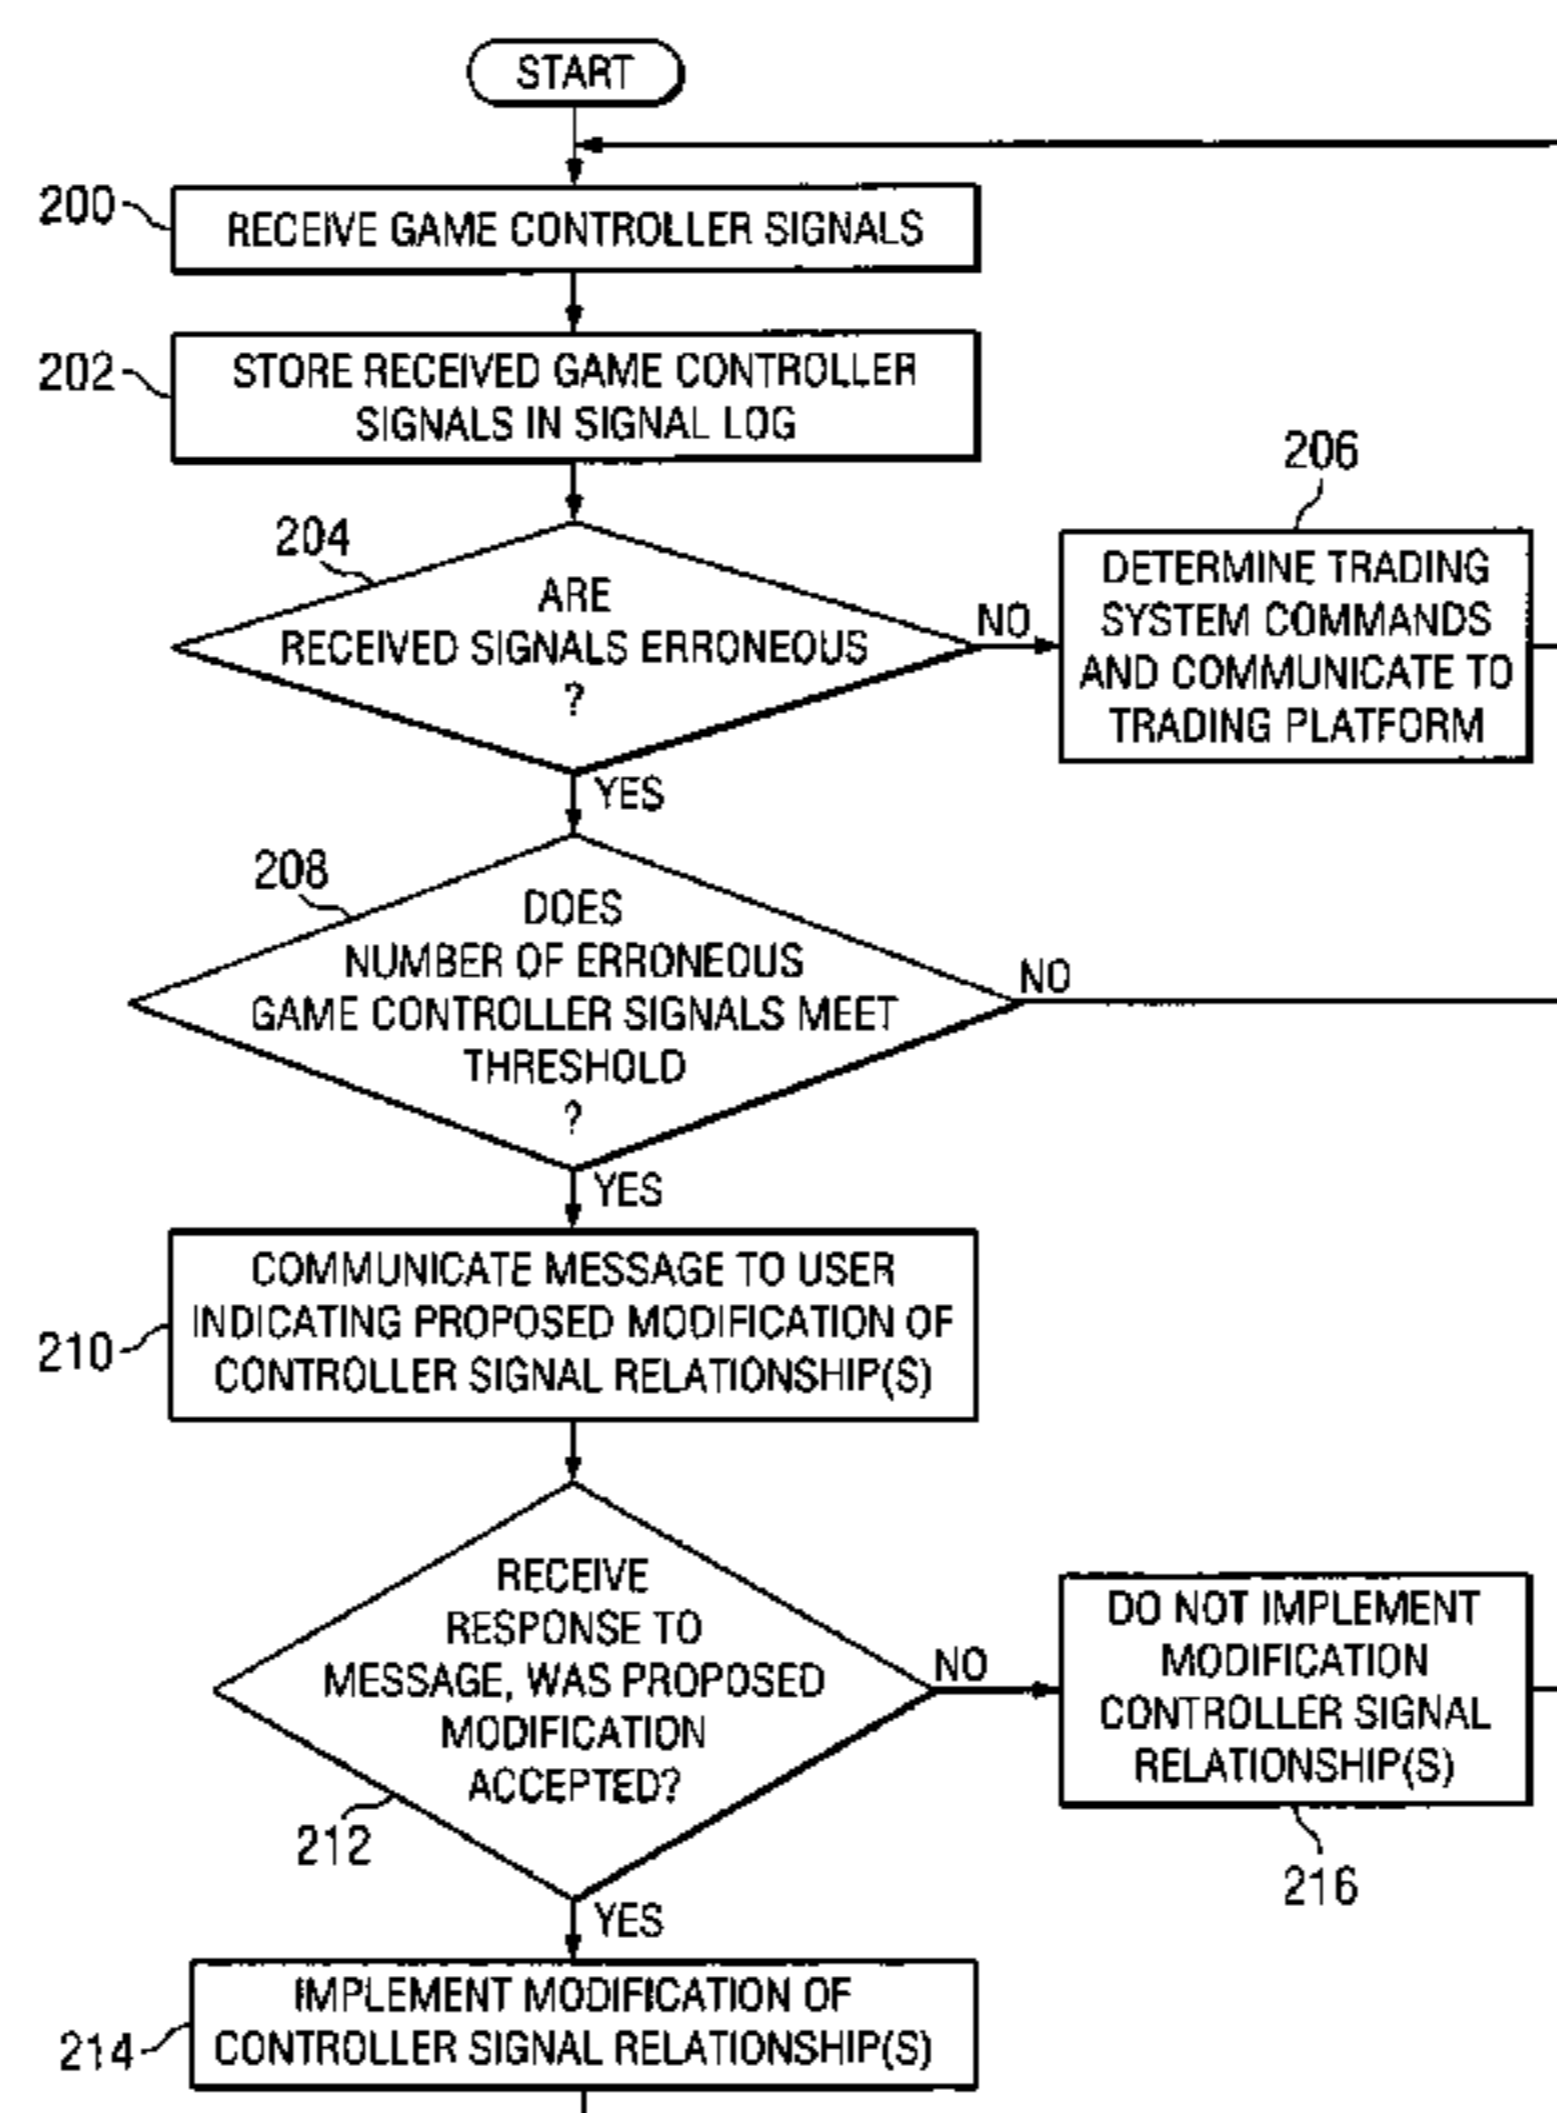 START
200
RECEIVE GAME CONTROLLER SIGNALS
202
STORE RECEIVED GAME CONTROLLER
SIGNALS IN SIGNAL LOG
204
ARE
RECEIVED SIGNALS ERRONEOUS
?
NO
206
DETERMINE TRADING
SYSTEM COMMANDS
AND COMMUNICATE TO
TRADING PLATFORM
YES
208
DOES
NUMBER OF ERRONEOUS
GAME CONTROLLER SIGNALS MEET
THRESHOLD
?
NO
YES
210
COMMUNICATE MESSAGE TO USER
INDICATING PROPOSED MODIFICATION OF
CONTROLLER SIGNAL RELATIONSHIP(S)
RECEIVE
RESPONSE TO
MESSAGE, WAS PROPOSED
MODIFICATION
ACCEPTED?
212
NO
DO NOT IMPLEMENT
MODIFICATION
CONTROLLER SIGNAL
RELATIONSHIP(S)
216
YES
214
IMPLEMENT MODIFICATION OF
CONTROLLER SIGNAL RELATIONSHIP(S)